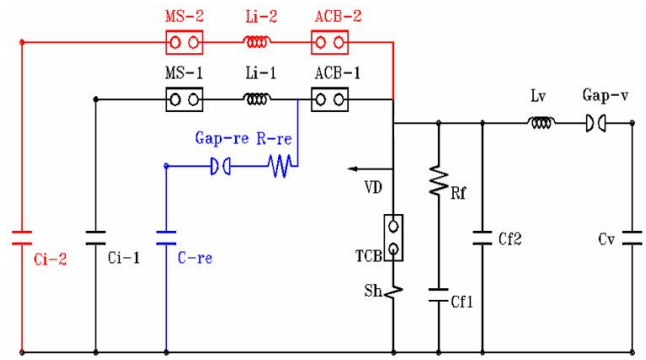 MS-2 Li-2 ACB-2
MS-1 Li-1 ACB-1
Lv Gap-v
Gap-re R-re
VD Rf
Ci-2 Ci-1 C-re TCB Cf2 Cv
Sh Cf1